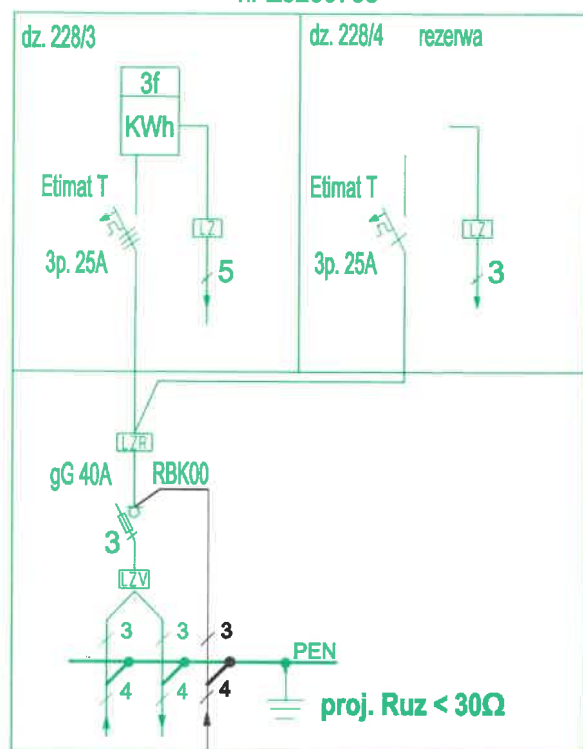 dz. 228/3
dz. 228/4 rezerwa
3f
KWh
Etimat T
3p. 25A
LZ
5
Etimat T
3p. 25A
LZ
3
LZR
gG 40A
RBK00
3
LZV
3
3
3
PEN
4
4
4
proj. Ruz < 30Ω